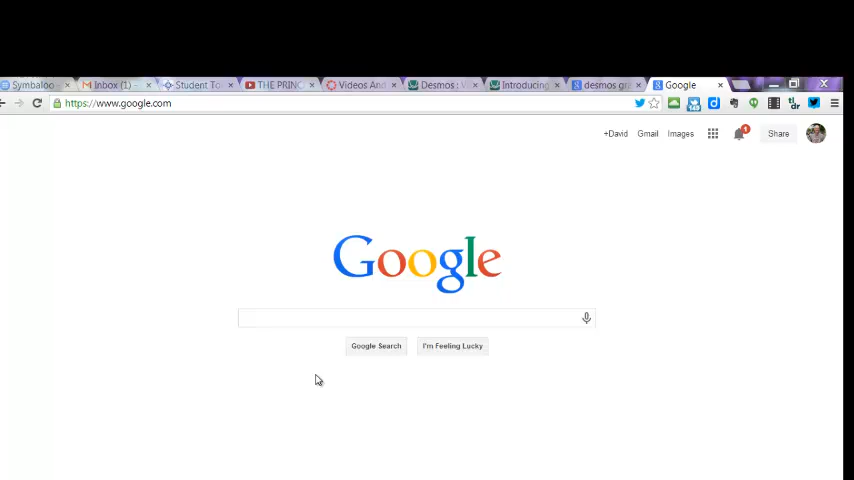 Symbaloo Inbox (1) - Student To THE PRINC Videos And Desmos : W Introducing desmos gr Google
https://www.google.com
+David Gmail Images 1 Share
Google
Google Search I'm Feeling Lucky